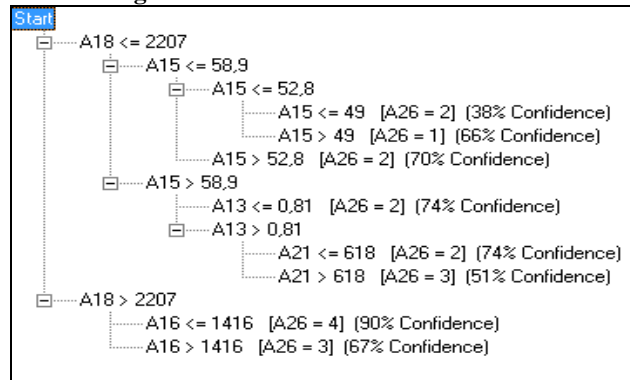 Start
A18 <= 2207
A15 <= 58,9
A15 <= 52,8
A15 <= 49 [A26 = 2] (38% Confidence)
A15 > 49 [A26 = 1] (66% Confidence)
A15 > 52,8 [A26 = 2] (70% Confidence)
A15 > 58,9
A13 <= 0,81 [A26 = 2] (74% Confidence)
A13 > 0,81
A21 <= 618 [A26 = 2] (74% Confidence)
A21 > 618 [A26 = 3] (51% Confidence)
A18 > 2207
A16 <= 1416 [A26 = 4] (90% Confidence)
A16 > 1416 [A26 = 3] (67% Confidence)